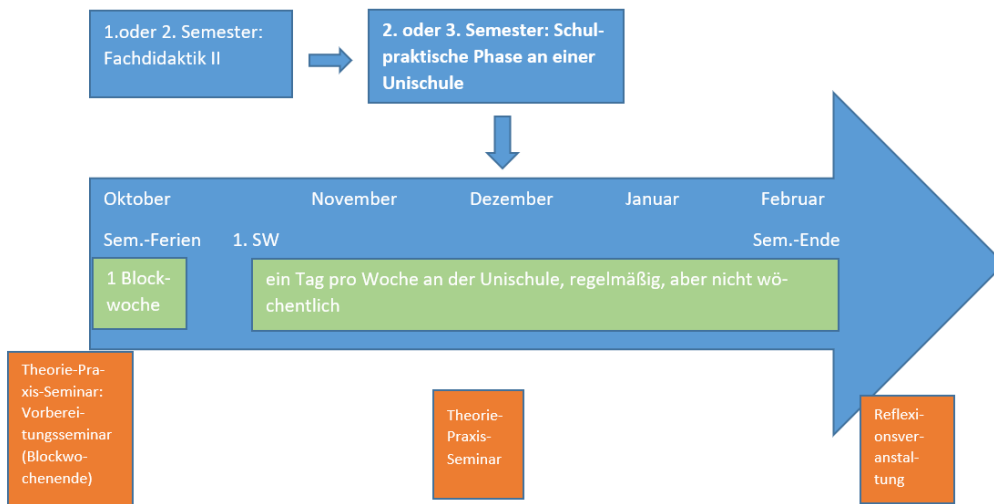 1.oder 2. Semester:
Fachdidaktik II
2. oder 3. Semester: Schul-
praktische Phase an einer
Unischule
Oktober November Dezember Januar Februar
Sem.-Ferien 1. SW Sem.-Ende
1 Block-
woche
ein Tag pro Woche an der Unischule, regelmäßig, aber nicht wö-
chentlich
Theorie-Pra-
xis-Seminar:
Vorberei-
tungsseminar
(Blockwo-
chenende)
Theorie-
Praxis-
Seminar
Reflexi-
onsver-
anstal-
tung